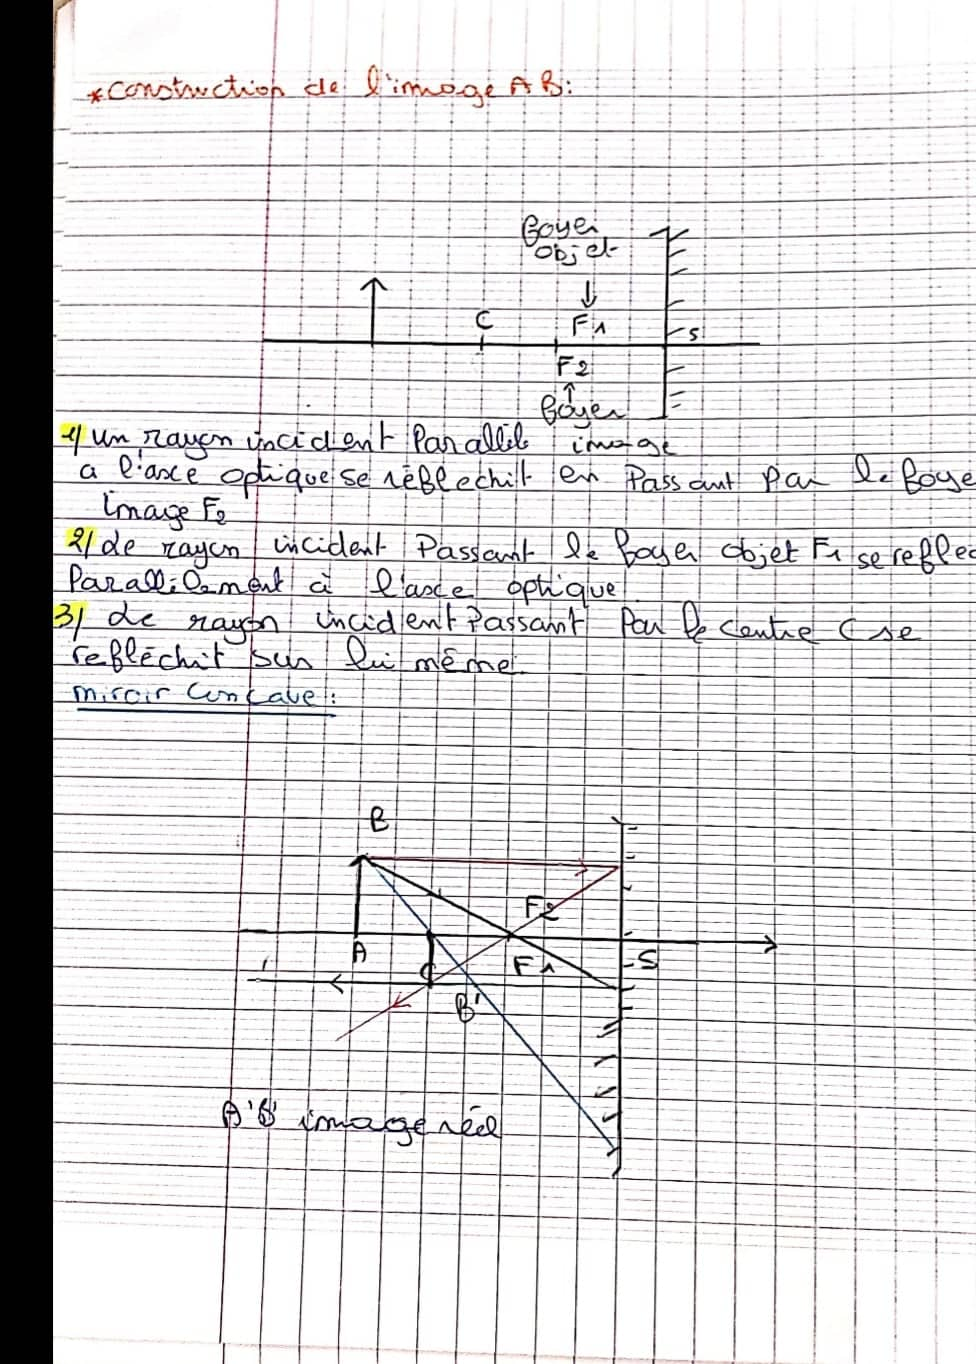 * construction de l'image AB:
foyer
objet
C
F1
S
F2
foyer
1/ un rayon incident Parallèle image
a l'axe optique se réflechit en Passant Par le foye
image F2
2/ Le rayon incident Passant le foyer objet F1 se reflec
Parallèlement à l'axe optique
3/ Le rayon incident Passant Par le centre C se
reflèchit sur lui même.
miroir Concave:
B
F2
A
C
F1
S
B'
A'B' image réel